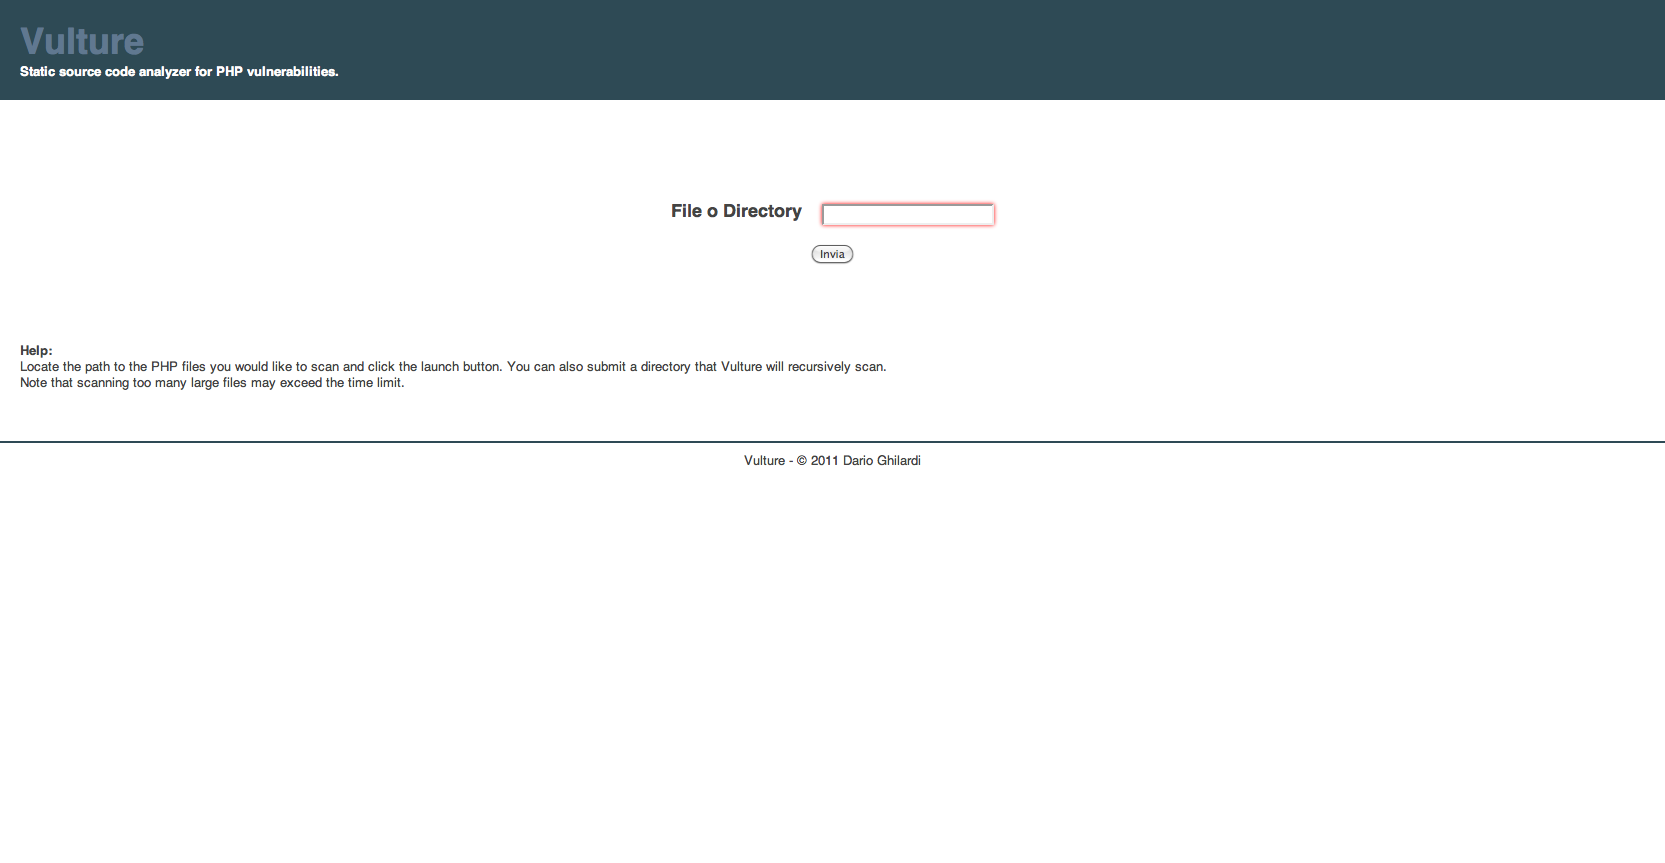 Vulture
Static source code analyzer for PHP vulnerabilities.
File o Directory
Invia
Help:
Locate the path to the PHP files you would like to scan and click the launch button. You can also submit a directory that Vulture will recursively scan.
Note that scanning too many large files may exceed the time limit.
Vulture - © 2011 Dario Ghilardi